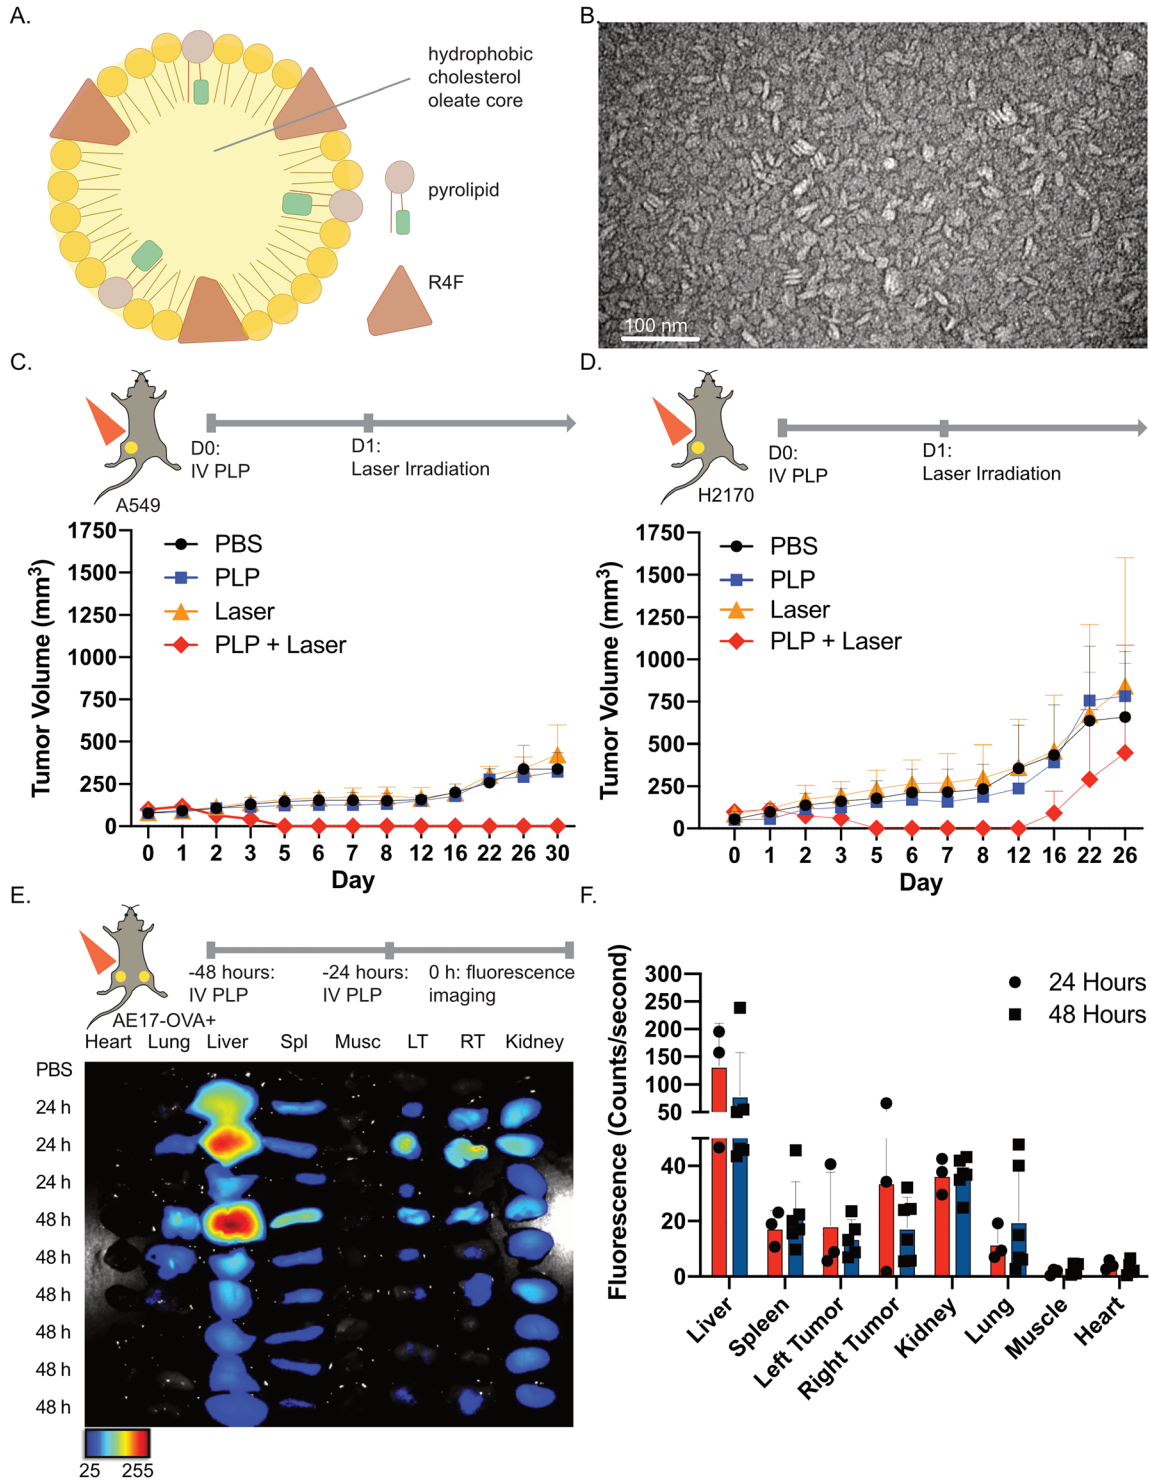 A.
hydrophobic
cholesterol
oleate core
pyrolipid
R4F
B.
100 nm
C.
D0:
IV PLP
D1:
Laser Irradiation
A549
Tumor Volume (mm³)
1750
1500
1250
1000
750
500
250
0
PBS
PLP
Laser
PLP + Laser
0 1 2 3 5 6 7 8 12 16 22 26 30
Day
D.
D0:
IV PLP
D1:
Laser Irradiation
H2170
Tumor Volume (mm³)
1750
1500
1250
1000
750
500
250
0
PBS
PLP
Laser
PLP + Laser
0 1 2 3 5 6 7 8 12 16 22 26
Day
E.
-48 hours:
IV PLP
-24 hours:
IV PLP
0 h: fluorescence
imaging
AE17-OVA+
Heart Lung Liver Spl Musc LT RT Kidney
PBS
24 h
24 h
24 h
48 h
48 h
48 h
48 h
48 h
48 h
25 255
F.
Fluorescence (Counts/second)
300
250
200
150
100
50
40
20
0
24 Hours
48 Hours
Liver
Spleen
Left Tumor
Right Tumor
Kidney
Lung
Muscle
Heart